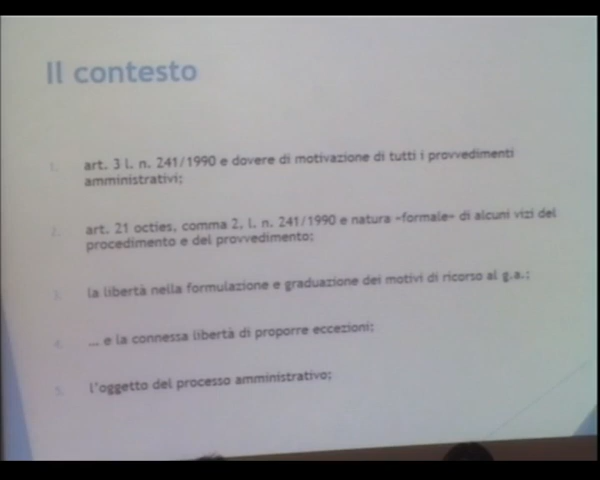 Il contesto
1. art. 3 l. n. 241/1990 e dovere di motivazione di tutti i provvedimenti
amministrativi;
2. art. 21 octies, comma 2, l. n. 241/1990 e natura «formale» di alcuni vizi del
procedimento e del provvedimento;
3. la libertà nella formulazione e graduazione dei motivi di ricorso al g.a.;
4. ... e la connessa libertà di proporre eccezioni;
5. l'oggetto del processo amministrativo;